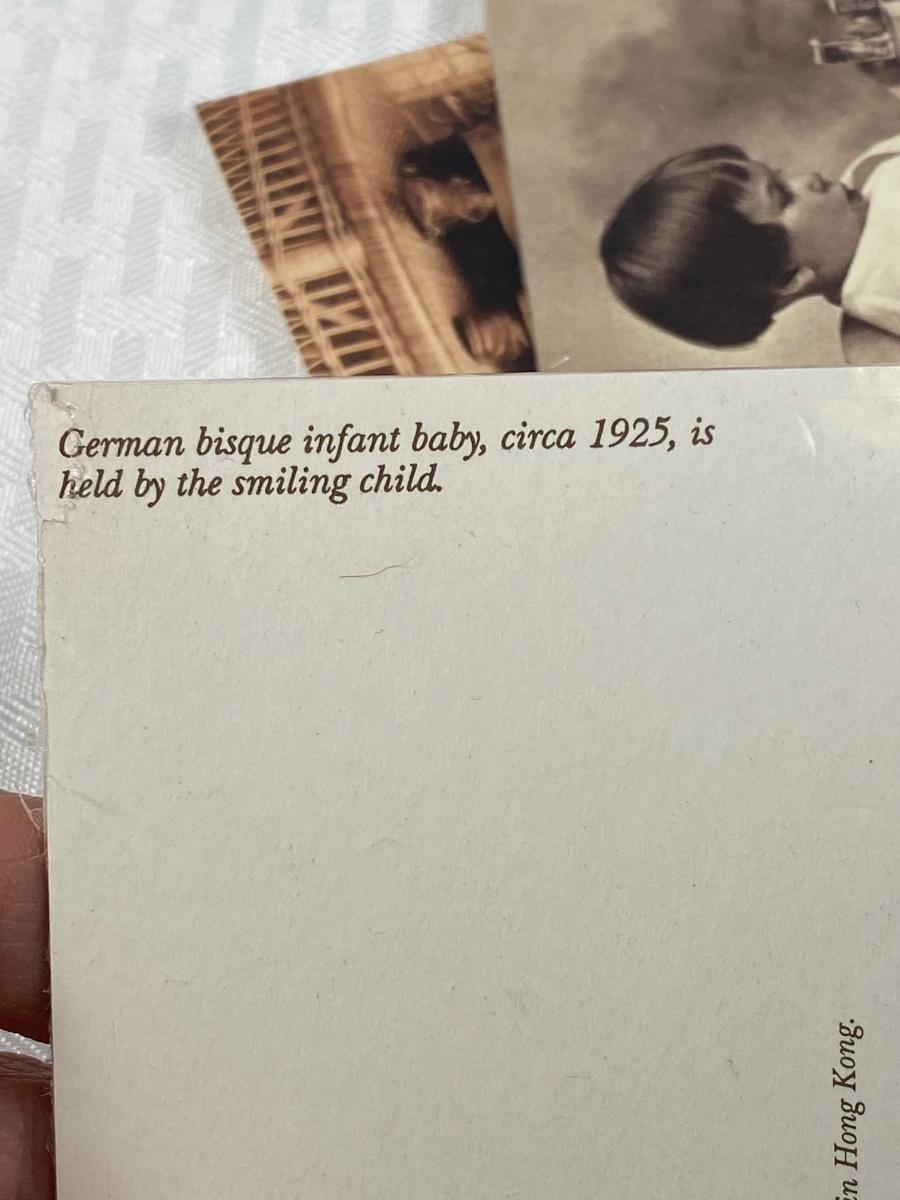 German bisque infant baby, circa 1925, is
held by the smiling child.
in Hong Kong.